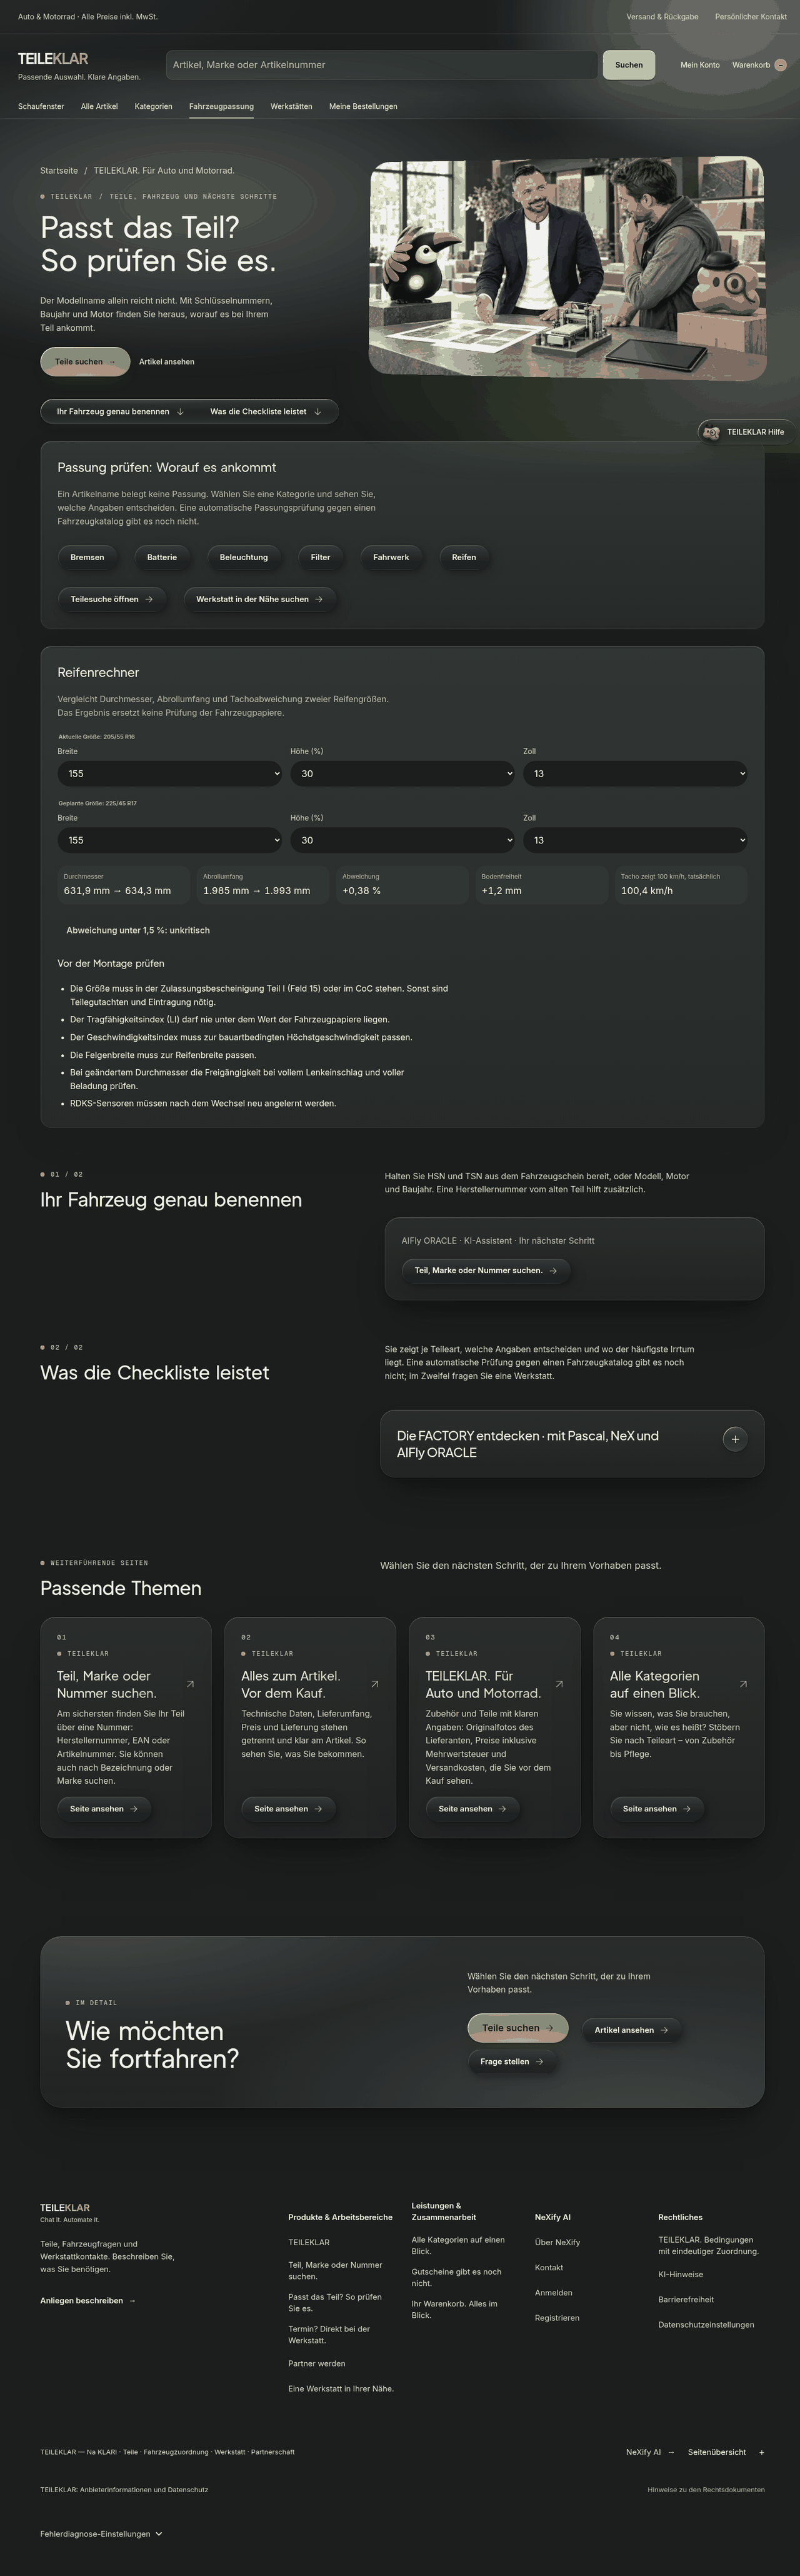 Auto & Motorrad · Alle Preise inkl. MwSt.
Versand & Rückgabe
Persönlicher Kontakt
TEILEKLAR
Passende Auswahl. Klare Angaben.
Artikel, Marke oder Artikelnummer
Suchen
Mein Konto
Warenkorb –
Schaufenster
Alle Artikel
Kategorien
Fahrzeugpassung
Werkstätten
Meine Bestellungen
Startseite / TEILEKLAR. Für Auto und Motorrad.
TEILEKLAR / TEILE, FAHRZEUG UND NÄCHSTE SCHRITTE
Passt das Teil?
So prüfen Sie es.
Der Modellname allein reicht nicht. Mit Schlüsselnummern,
Baujahr und Motor finden Sie heraus, worauf es bei Ihrem
Teil ankommt.
Teile suchen →
Artikel ansehen
Ihr Fahrzeug genau benennen ↓
Was die Checkliste leistet ↓
TEILEKLAR Hilfe
Passung prüfen: Worauf es ankommt
Ein Artikelname belegt keine Passung. Wählen Sie eine Kategorie und sehen Sie,
welche Angaben entscheiden. Eine automatische Passungsprüfung gegen einen
Fahrzeugkatalog gibt es noch nicht.
Bremsen
Batterie
Beleuchtung
Filter
Fahrwerk
Reifen
Teilesuche öffnen →
Werkstatt in der Nähe suchen →
Reifenrechner
Vergleicht Durchmesser, Abrollumfang und Tachoabweichung zweier Reifengrößen.
Das Ergebnis ersetzt keine Prüfung der Fahrzeugpapiere.
Aktuelle Größe: 205/55 R16
Breite
Höhe (%)
Zoll
155
30
13
Geplante Größe: 225/45 R17
Breite
Höhe (%)
Zoll
155
30
13
Durchmesser
631,9 mm → 634,3 mm
Abrollumfang
1.985 mm → 1.993 mm
Abweichung
+0,38 %
Bodenfreiheit
+1,2 mm
Tacho zeigt 100 km/h, tatsächlich
100,4 km/h
Abweichung unter 1,5 %: unkritisch
Vor der Montage prüfen
• Die Größe muss in der Zulassungsbescheinigung Teil I (Feld 15) oder im CoC stehen. Sonst sind
Teilegutachten und Eintragung nötig.
• Der Tragfähigkeitsindex (LI) darf nie unter dem Wert der Fahrzeugpapiere liegen.
• Der Geschwindigkeitsindex muss zur bauartbedingten Höchstgeschwindigkeit passen.
• Die Felgenbreite muss zur Reifenbreite passen.
• Bei geändertem Durchmesser die Freigängigkeit bei vollem Lenkeinschlag und voller
Beladung prüfen.
• RDKS-Sensoren müssen nach dem Wechsel neu angelernt werden.
01 / 02
Ihr Fahrzeug genau benennen
Halten Sie HSN und TSN aus dem Fahrzeugschein bereit, oder Modell, Motor
und Baujahr. Eine Herstellernummer vom alten Teil hilft zusätzlich.
AIFly ORACLE · KI-Assistent · Ihr nächster Schritt
Teil, Marke oder Nummer suchen. →
02 / 02
Was die Checkliste leistet
Sie zeigt je Teileart, welche Angaben entscheiden und wo der häufigste Irrtum
liegt. Eine automatische Prüfung gegen einen Fahrzeugkatalog gibt es noch
nicht; im Zweifel fragen Sie eine Werkstatt.
Die FACTORY entdecken · mit Pascal, NeX und
AIFly ORACLE
+
WEITERFÜHRENDE SEITEN
Passende Themen
Wählen Sie den nächsten Schritt, der zu Ihrem Vorhaben passt.
01
TEILEKLAR
Teil, Marke oder
Nummer suchen.
Am sichersten finden Sie Ihr Teil
über eine Nummer:
Herstellernummer, EAN oder
Artikelnummer. Sie können
auch nach Bezeichnung oder
Marke suchen.
Seite ansehen →
02
TEILEKLAR
Alles zum Artikel.
Vor dem Kauf.
Technische Daten, Lieferumfang,
Preis und Lieferung stehen
getrennt und klar am Artikel. So
sehen Sie, was Sie bekommen.
Seite ansehen →
03
TEILEKLAR
TEILEKLAR. Für
Auto und Motorrad.
Zubehör und Teile mit klaren
Angaben: Originalfotos des
Lieferanten, Preise inklusive
Mehrwertsteuer und
Versandkosten, die Sie vor dem
Kauf sehen.
Seite ansehen →
04
TEILEKLAR
Alle Kategorien
auf einen Blick.
Sie wissen, was Sie brauchen,
aber nicht, wie es heißt? Stöbern
Sie nach Teileart – von Zubehör
bis Pflege.
Seite ansehen →
IM DETAIL
Wie möchten
Sie fortfahren?
Wählen Sie den nächsten Schritt, der zu Ihrem
Vorhaben passt.
Teile suchen →
Artikel ansehen →
Frage stellen →
TEILEKLAR
Chat it. Automate it.
Teile, Fahrzeugfragen und
Werkstattkontakte. Beschreiben Sie,
was Sie benötigen.
Anliegen beschreiben →
Produkte & Arbeitsbereiche
TEILEKLAR
Teil, Marke oder Nummer
suchen.
Passt das Teil? So prüfen
Sie es.
Termin? Direkt bei der
Werkstatt.
Partner werden
Eine Werkstatt in Ihrer Nähe.
Leistungen &
Zusammenarbeit
Alle Kategorien auf einen
Blick.
Gutscheine gibt es noch
nicht.
Ihr Warenkorb. Alles im
Blick.
NeXify AI
Über NeXify
Kontakt
Anmelden
Registrieren
Rechtliches
TEILEKLAR. Bedingungen
mit eindeutiger Zuordnung.
KI-Hinweise
Barrierefreiheit
Datenschutzeinstellungen
TEILEKLAR — Na KLAR! · Teile · Fahrzeugzuordnung · Werkstatt · Partnerschaft
NeXify AI →
Seitenübersicht +
TEILEKLAR: Anbieterinformationen und Datenschutz
Hinweise zu den Rechtsdokumenten
Fehlerdiagnose-Einstellungen